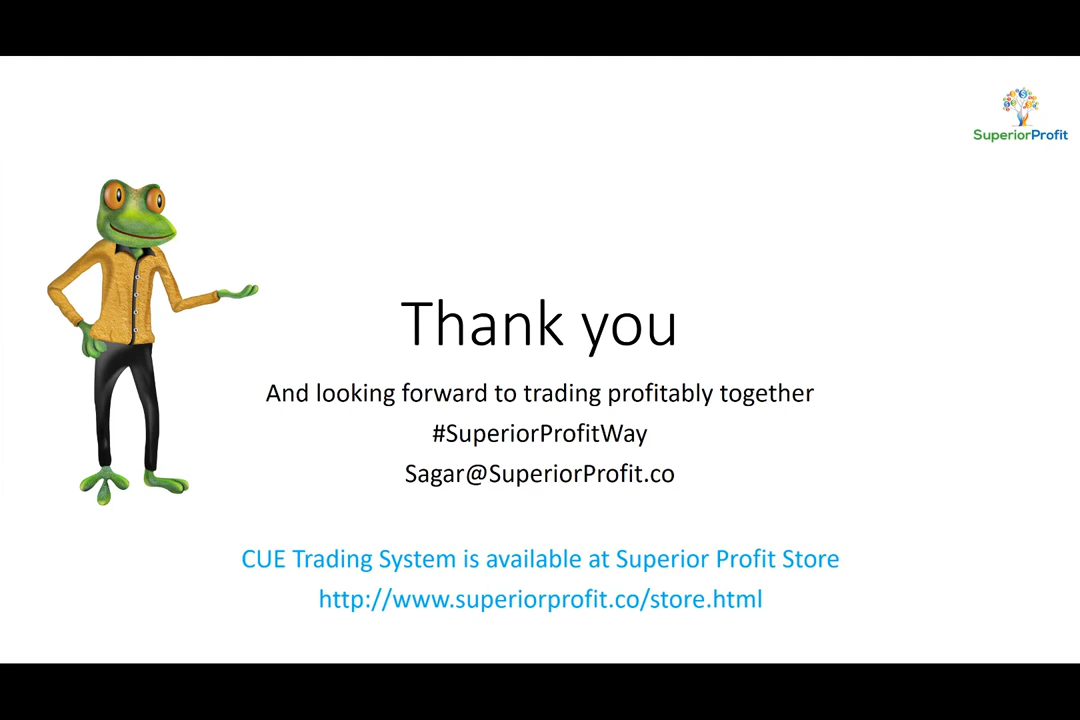 SuperiorProfit
Thank you
And looking forward to trading profitably together
#SuperiorProfitWay
Sagar@SuperiorProfit.co
CUE Trading System is available at Superior Profit Store
http://www.superiorprofit.co/store.html